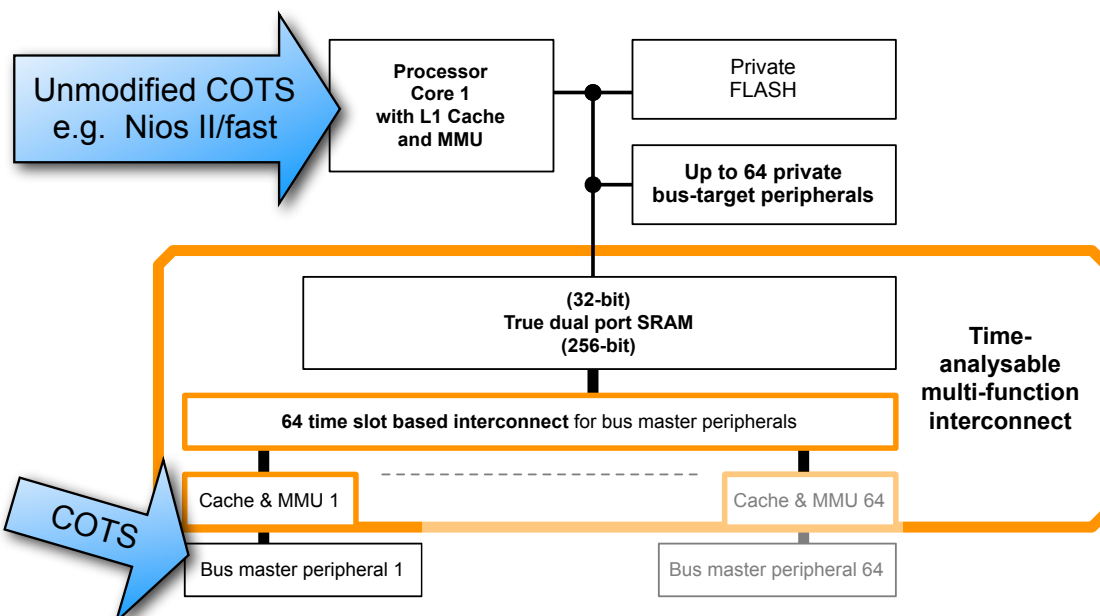 Unmodified COTS
e.g. Nios II/fast
Processor
Core 1
with L1 Cache
and MMU
Private
FLASH
Up to 64 private
bus-target peripherals
(32-bit)
True dual port SRAM
(256-bit)
Time-
analysable
multi-function
interconnect
64 time slot based interconnect for bus master peripherals
Cache & MMU 1
Cache & MMU 64
COTS
Bus master peripheral 1
Bus master peripheral 64